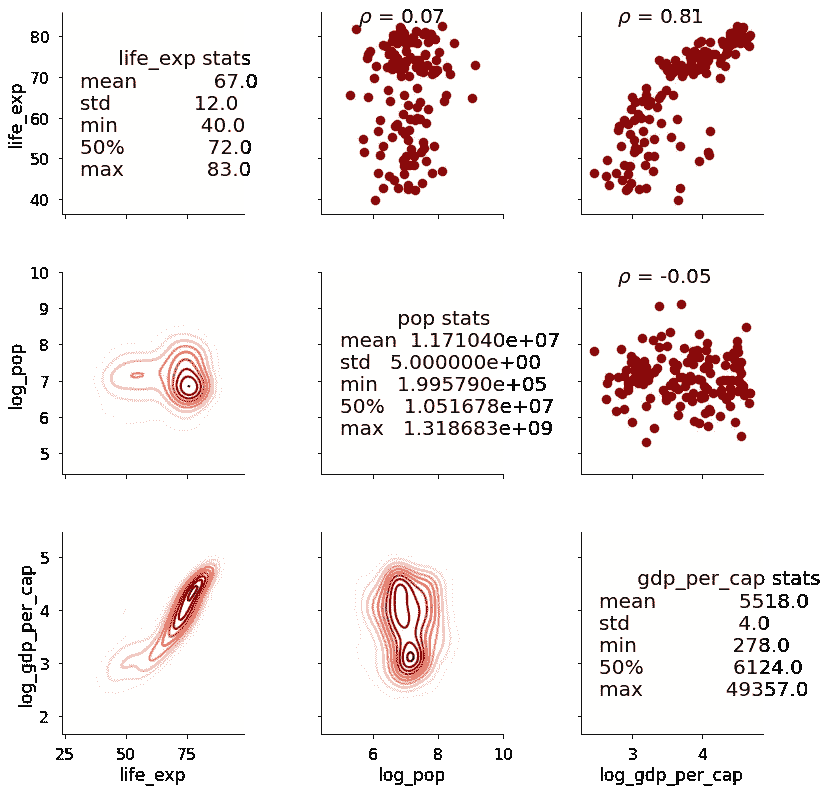 ρ = 0.07
ρ = 0.81
80
70
60
50
40
life_exp
life_exp stats
mean 67.0
std 12.0
min 40.0
50% 72.0
max 83.0
ρ = -0.05
10
9
8
7
6
5
log_pop
pop stats
mean 1.171040e+07
std 5.000000e+00
min 1.995790e+05
50% 1.051678e+07
max 1.318683e+09
5
4
3
2
log_gdp_per_cap
gdp_per_cap stats
mean 5518.0
std 4.0
min 278.0
50% 6124.0
max 49357.0
25 50 75
6 8 10
3 4
life_exp
log_pop
log_gdp_per_cap